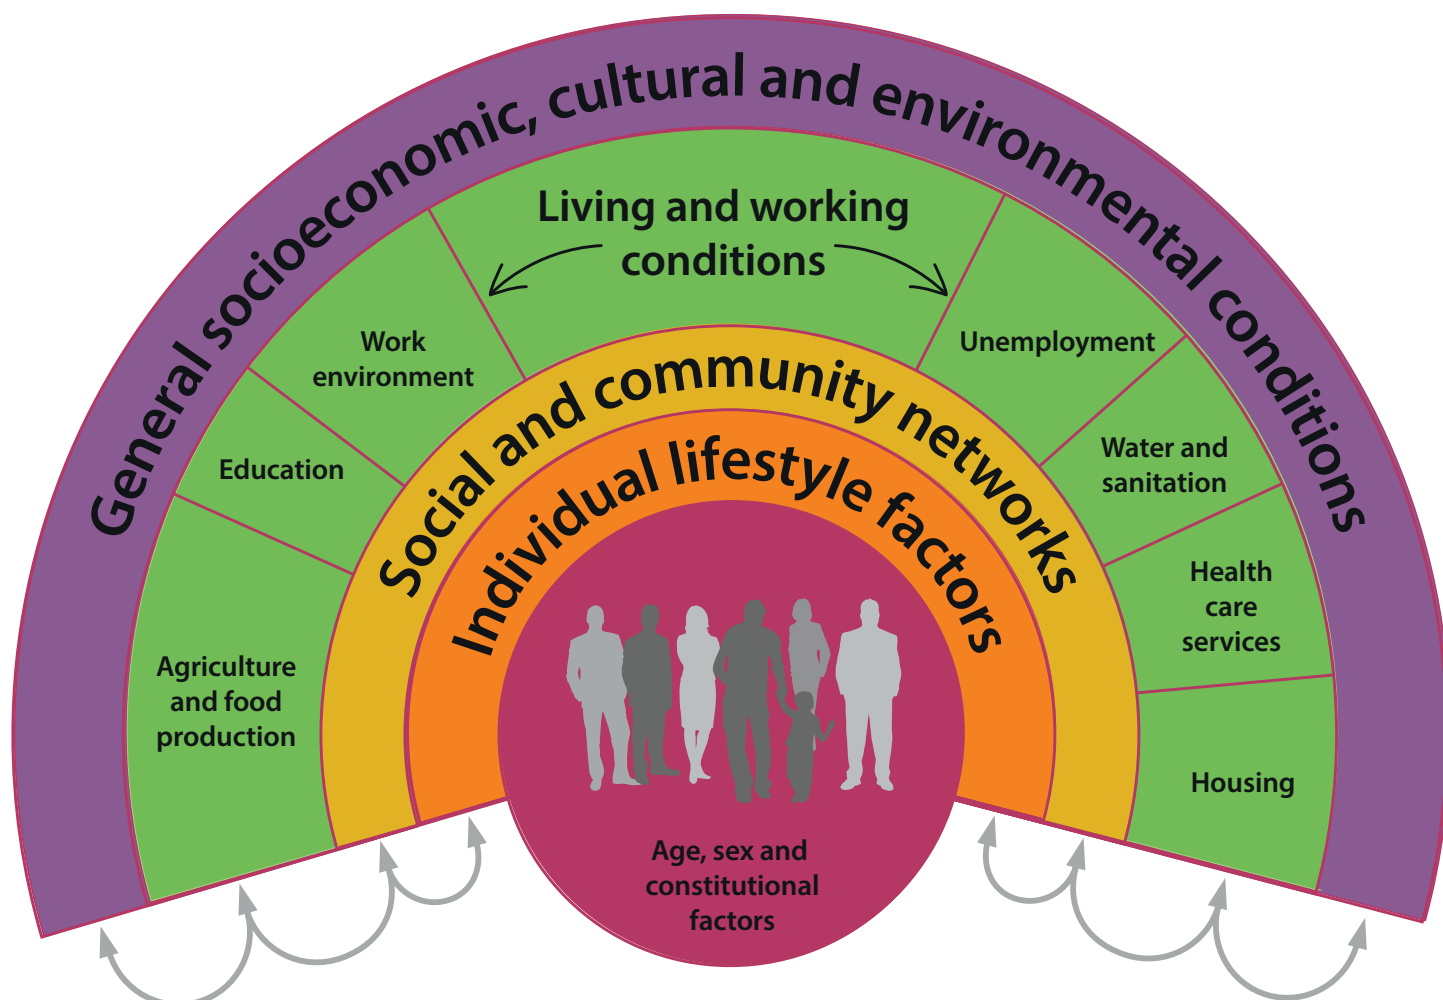 General socioeconomic, cultural and environmental conditions
Living and working
conditions
Work
environment
Unemployment
Education
Water and
sanitation
Agriculture
and food
production
Health
care
services
Housing
Social and community networks
Individual lifestyle factors
Age, sex and
constitutional
factors